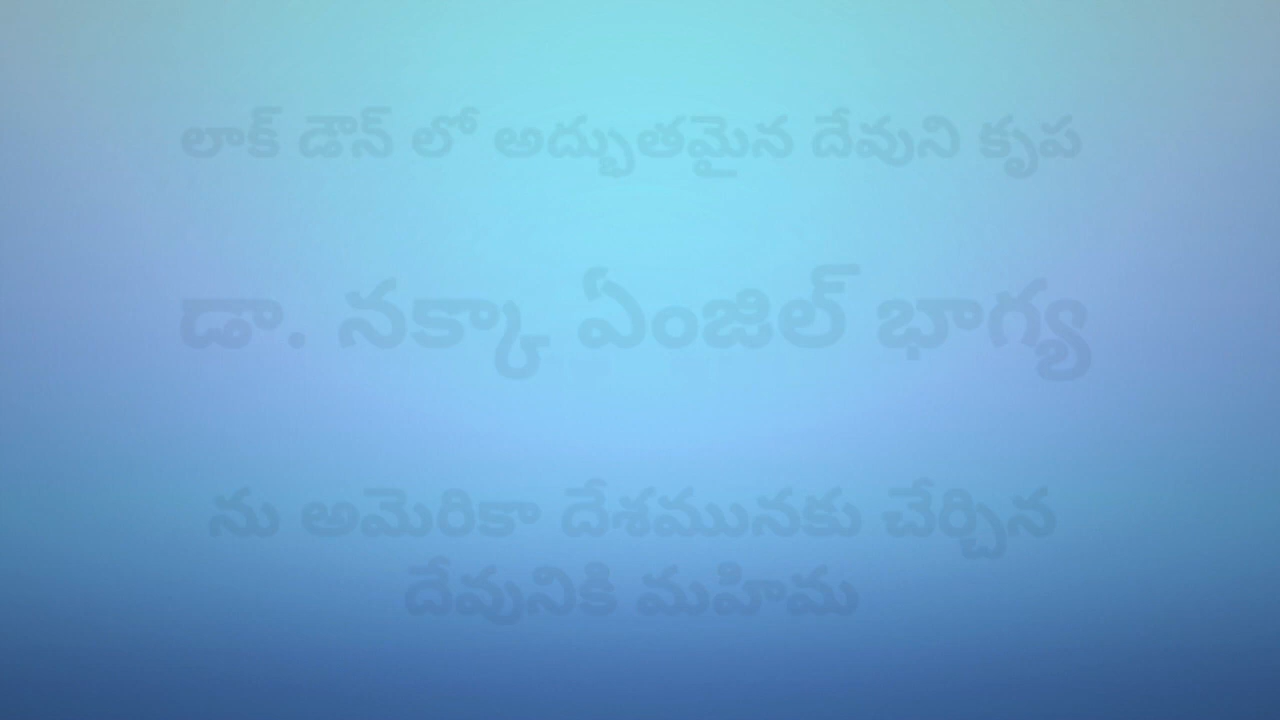 లాక్ డౌన్ లో అద్భుతమైన దేవుని కృప
డా. నక్కా ఏంజిల్ భాగ్య
ను అమెరికా దేశమునకు చేర్చిన
దేవునికి మహిమ